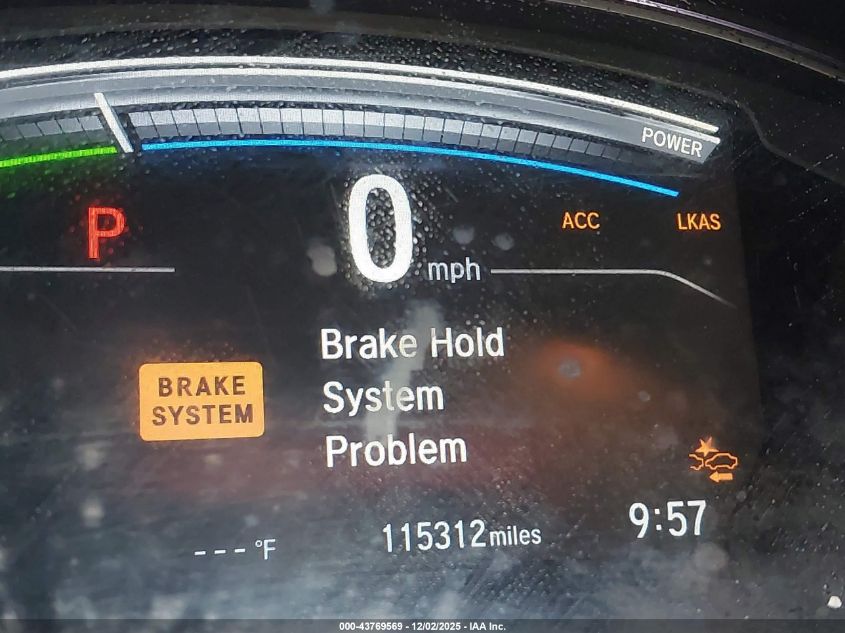 POWER
P
0 mph
ACC
LKAS
Brake Hold
System
Problem
BRAKE
SYSTEM
---°F
115312 miles
9:57
000-43769569 - 12/02/2025 - IAA Inc.